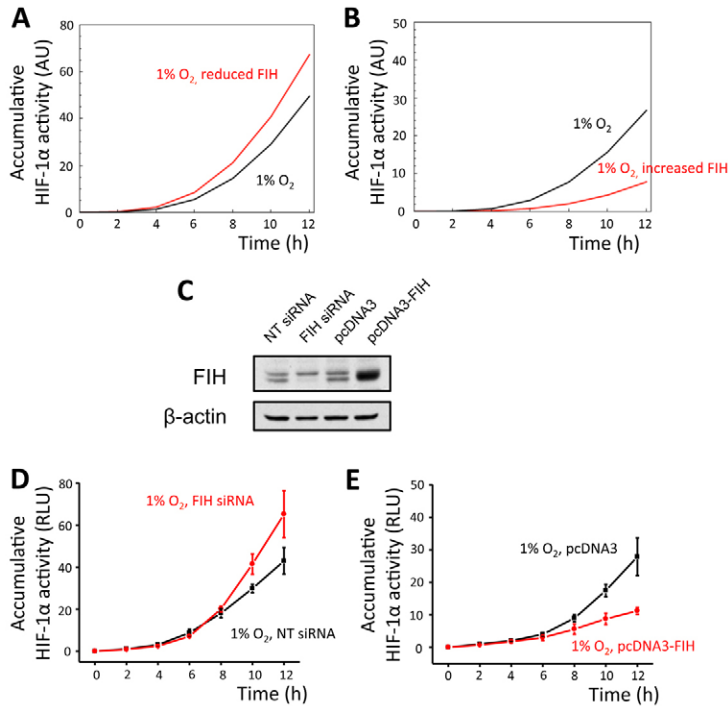 A
Accumulative
HIF-1α activity (AU)
80
60
40
20
0
1% O2, reduced FIH
1% O2
0 2 4 6 8 10 12
Time (h)
B
Accumulative
HIF-1α activity (AU)
50
40
30
20
10
0
1% O2
1% O2, increased FIH
0 2 4 6 8 10 12
Time (h)
C
NT siRNA
FIH siRNA
pcDNA3
pcDNA3-FIH
FIH
β-actin
D
Accumulative
HIF-1α activity (RLU)
80
60
40
20
0
1% O2, FIH siRNA
1% O2, NT siRNA
0 2 4 6 8 10 12
Time (h)
E
Accumulative
HIF-1α activity (RLU)
50
40
30
20
10
0
1% O2, pcDNA3
1% O2, pcDNA3-FIH
0 2 4 6 8 10 12
Time (h)